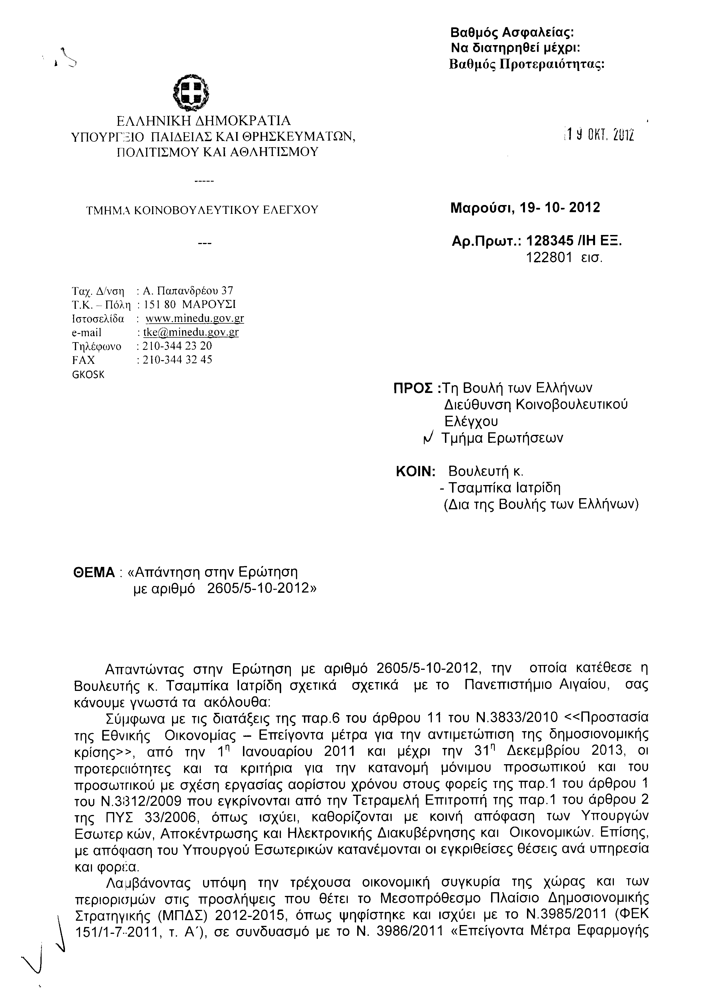 Βαθμός Ασφαλείας:
Να διατηρηθεί μέχρι:
Βαθμός Προτεραιότητας:
ΕΛΛΗΝΙΚΗ ΔΗΜΟΚΡΑΤΙΑ
ΥΠΟΥΡΓΕΙΟ ΠΑΙΔΕΙΑΣ ΚΑΙ ΘΡΗΣΚΕΥΜΑΤΩΝ,
ΠΟΛΙΤΙΣΜΟΥ ΚΑΙ ΑΘΛΗΤΙΣΜΟΥ
19 ΟΚΤ. 2012
-----
ΤΜΗΜΑ ΚΟΙΝΟΒΟΥΛΕΥΤΙΚΟΥ ΕΛΕΓΧΟΥ
---
Μαρούσι, 19- 10- 2012
Αρ.Πρωτ.: 128345 /ΙΗ ΕΞ.
122801 εισ.
Ταχ. Δ/νση : Α. Παπανδρέου 37
Τ.Κ. – Πόλη : 151 80 ΜΑΡΟΥΣΙ
Ιστοσελίδα : www.minedu.gov.gr
e-mail : tke@minedu.gov.gr
Τηλέφωνο : 210-344 23 20
FAX : 210-344 32 45
GKOSK
ΠΡΟΣ :Τη Βουλή των Ελλήνων
Διεύθυνση Κοινοβουλευτικού
Ελέγχου
Τμήμα Ερωτήσεων
ΚΟΙΝ: Βουλευτή κ.
- Τσαμπίκα Ιατρίδη
(Δια της Βουλής των Ελλήνων)
ΘΕΜΑ : «Απάντηση στην Ερώτηση
με αριθμό 2605/5-10-2012»
Απαντώντας στην Ερώτηση με αριθμό 2605/5-10-2012, την οποία κατέθεσε η
Βουλευτής κ. Τσαμπίκα Ιατρίδη σχετικά σχετικά με το Πανεπιστήμιο Αιγαίου, σας
κάνουμε γνωστά τα ακόλουθα:
Σύμφωνα με τις διατάξεις της παρ.6 του άρθρου 11 του Ν.3833/2010 <<Προστασία
της Εθνικής Οικονομίας – Επείγοντα μέτρα για την αντιμετώπιση της δημοσιονομικής
κρίσης>>, από την 1η Ιανουαρίου 2011 και μέχρι την 31η Δεκεμβρίου 2013, οι
προτεραιότητες και τα κριτήρια για την κατανομή μόνιμου προσωπικού και του
προσωπικού με σχέση εργασίας αορίστου χρόνου στους φορείς της παρ.1 του άρθρου 1
του Ν.3812/2009 που εγκρίνονται από την Τετραμελή Επιτροπή της παρ.1 του άρθρου 2
της ΠΥΣ 33/2006, όπως ισχύει, καθορίζονται με κοινή απόφαση των Υπουργών
Εσωτερικών, Αποκέντρωσης και Ηλεκτρονικής Διακυβέρνησης και Οικονομικών. Επίσης,
με απόφαση του Υπουργού Εσωτερικών κατανέμονται οι εγκριθείσες θέσεις ανά υπηρεσία
και φορέα.
Λαμβάνοντας υπόψη την τρέχουσα οικονομική συγκυρία της χώρας και των
περιορισμών στις προσλήψεις που θέτει το Μεσοπρόθεσμο Πλαίσιο Δημοσιονομικής
Στρατηγικής (ΜΠΔΣ) 2012-2015, όπως ψηφίστηκε και ισχύει με το Ν.3985/2011 (ΦΕΚ
151/1-7-2011, τ. Α΄), σε συνδυασμό με το Ν. 3986/2011 «Επείγοντα Μέτρα Εφαρμογής